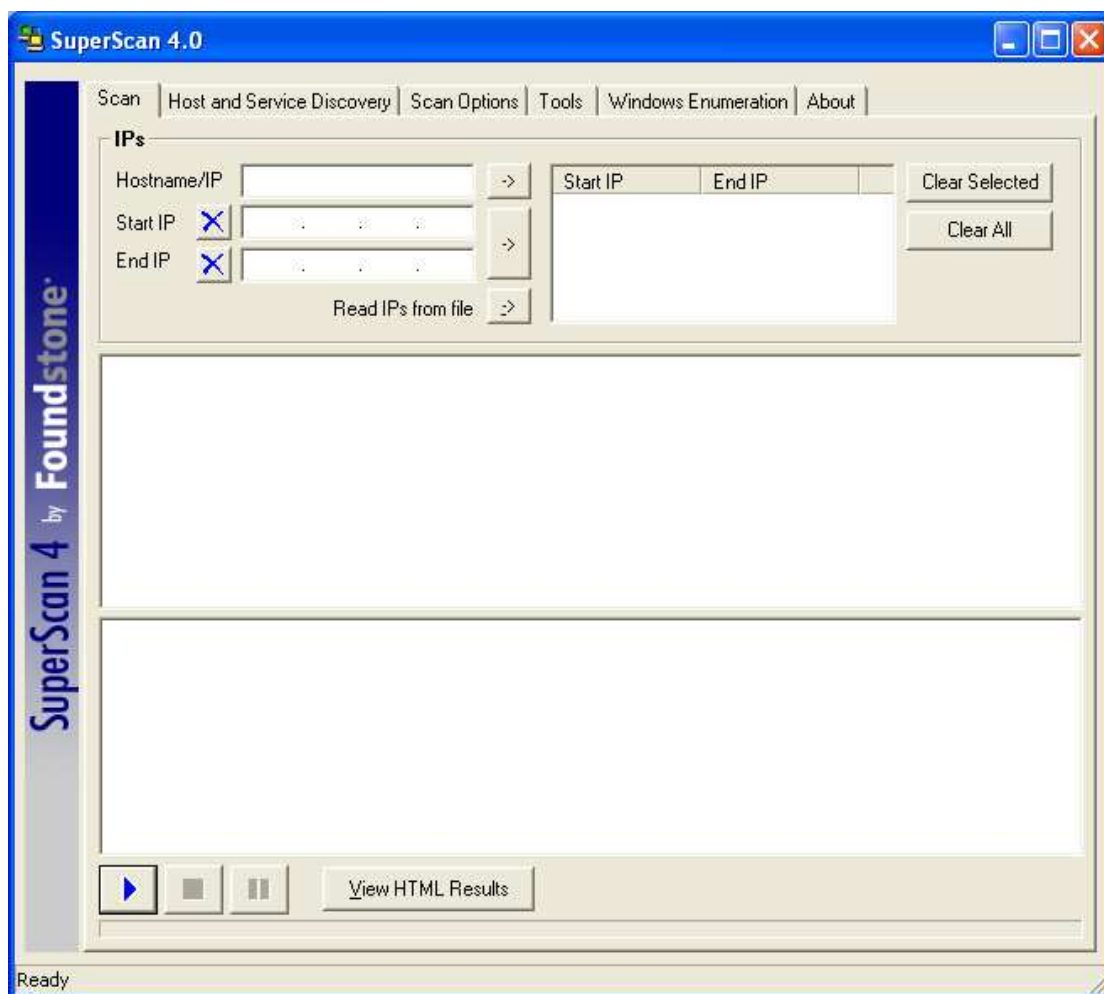 SuperScan 4.0
Scan Host and Service Discovery Scan Options Tools Windows Enumeration About
IPs
Hostname/IP -> Start IP End IP Clear Selected
Start IP X . . . -> Clear All
End IP X . . .
Read IPs from file ->
SuperScan 4 by Foundstone
View HTML Results
Ready